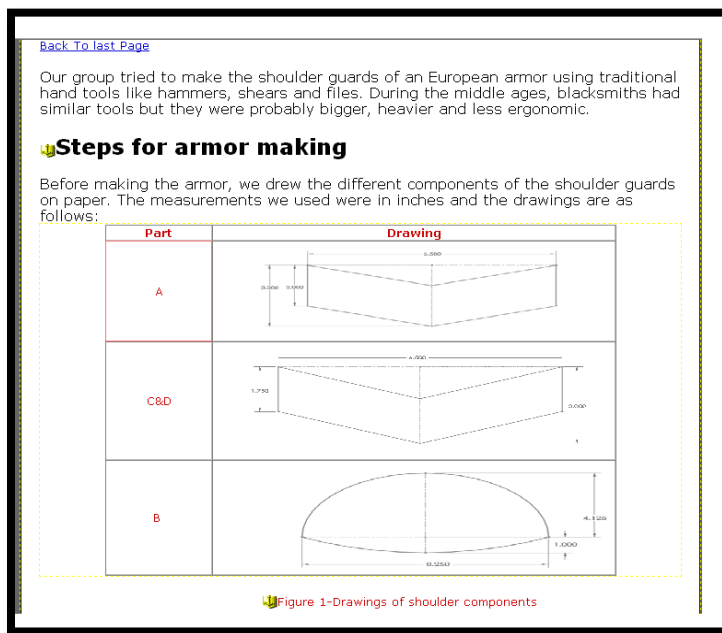 Back To last Page
Our group tried to make the shoulder guards of an European armor using traditional
hand tools like hammers, shears and files. During the middle ages, blacksmiths had
similar tools but they were probably bigger, heavier and less ergonomic.
Steps for armor making
Before making the armor, we drew the different components of the shoulder guards
on paper. The measurements we used were in inches and the drawings are as
follows:
Part Drawing
A
C&D
1.750
3.000
B
4.125
1.000
Figure 1-Drawings of shoulder components